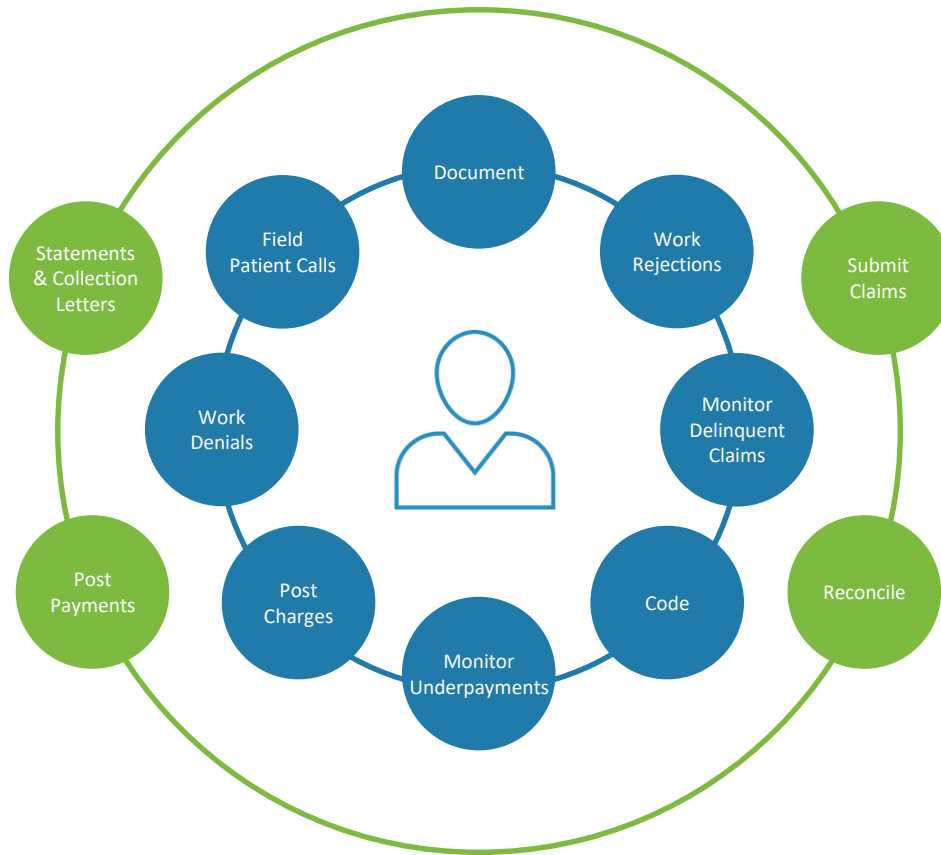 Document
Field
Patient Calls
Work
Rejections
Statements
& Collection
Letters
Submit
Claims
Work
Denials
Monitor
Delinquent
Claims
Post
Payments
Post
Charges
Code
Reconcile
Monitor
Underpayments